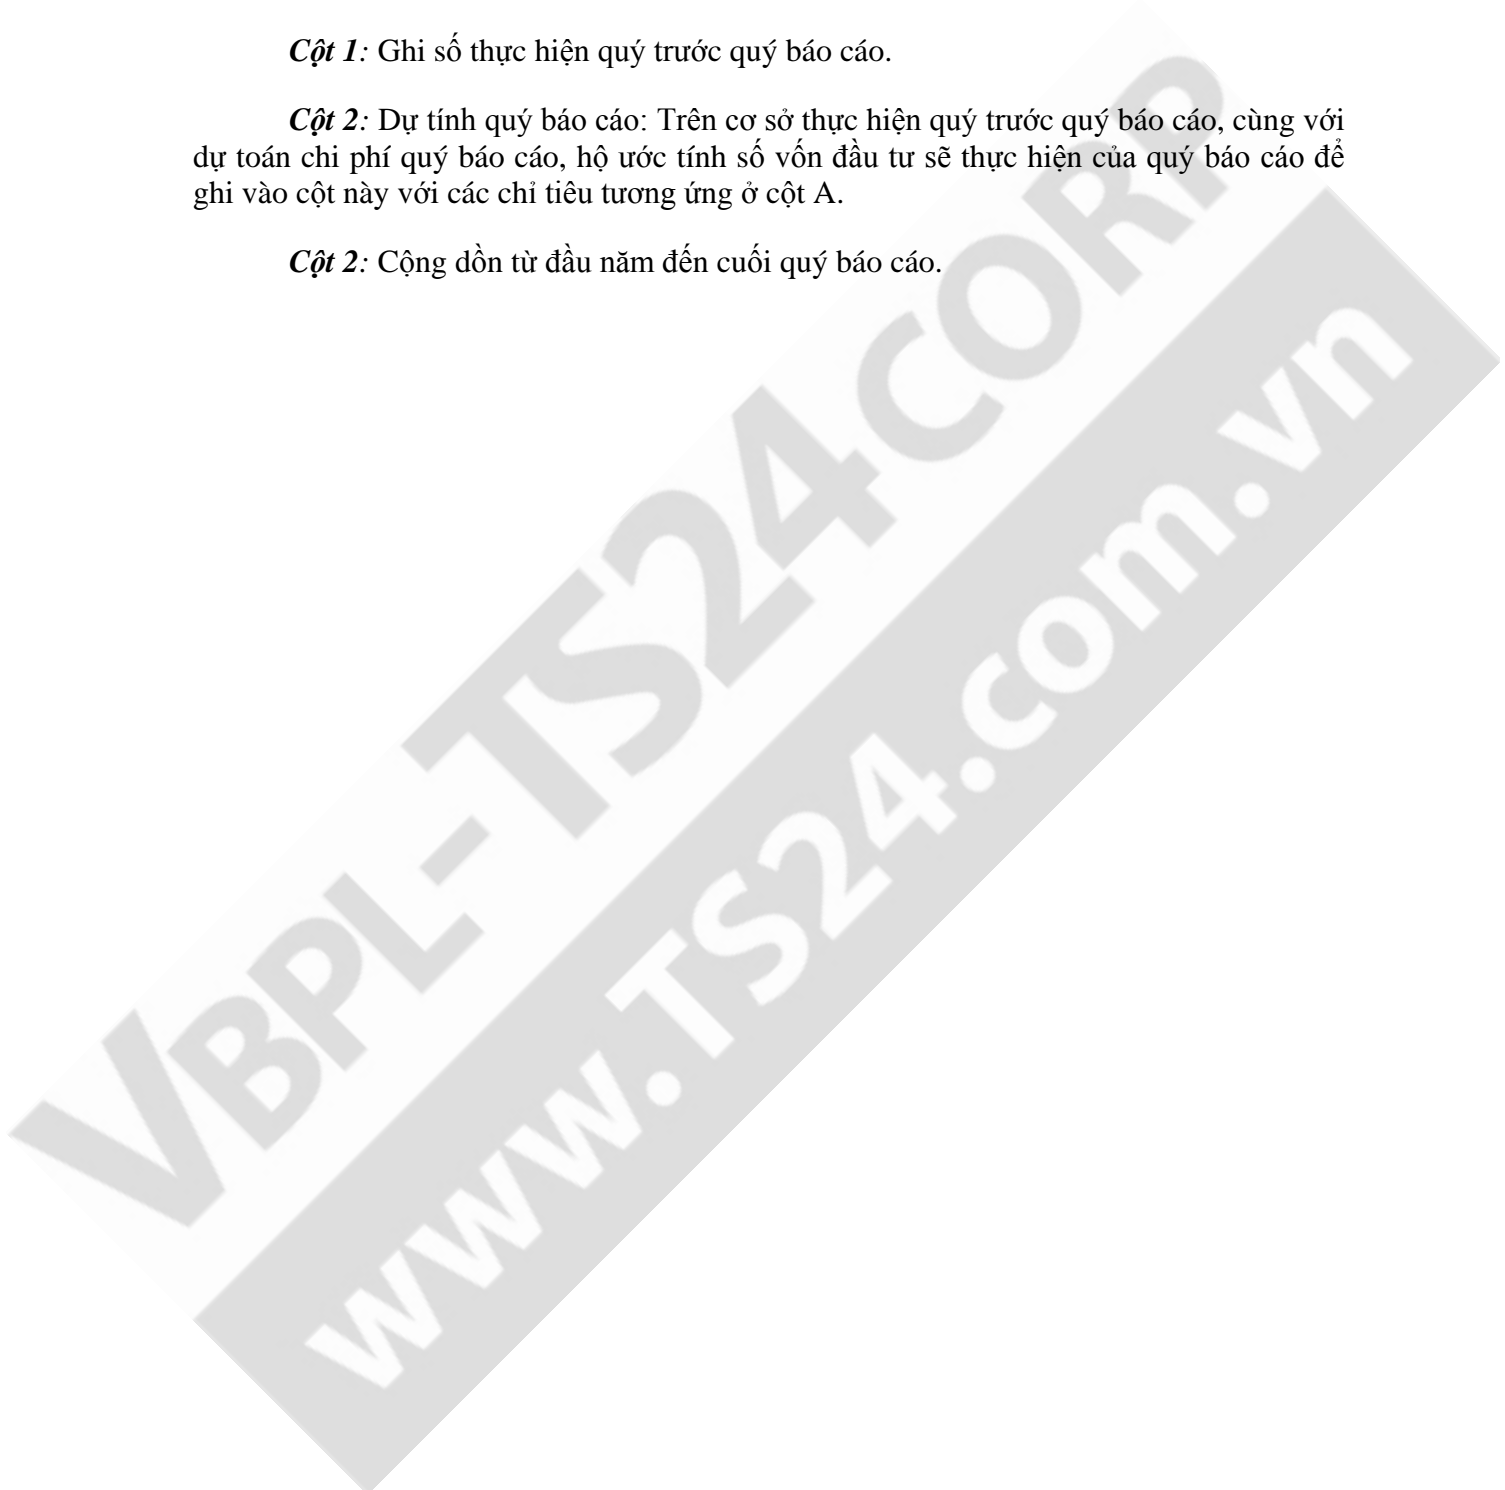 Cột 1: Ghi số thực hiện quý trước quý báo cáo.
Cột 2: Dự tính quý báo cáo: Trên cơ sở thực hiện quý trước quý báo cáo, cùng với
dự toán chi phí quý báo cáo, hộ ước tính số vốn đầu tư sẽ thực hiện của quý báo cáo để
ghi vào cột này với các chỉ tiêu tương ứng ở cột A.
Cột 2: Cộng dồn từ đầu năm đến cuối quý báo cáo.
VBPL-TS24CORP
www.TS24.com.vn